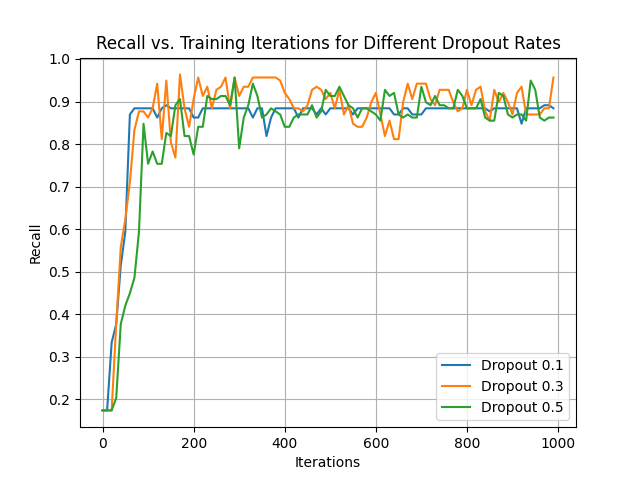 Recall vs. Training Iterations for Different Dropout Rates
1.0
0.9
0.8
0.7
0.6
0.5
0.4
0.3
0.2
Recall
Dropout 0.1
Dropout 0.3
Dropout 0.5
0 200 400 600 800 1000
Iterations